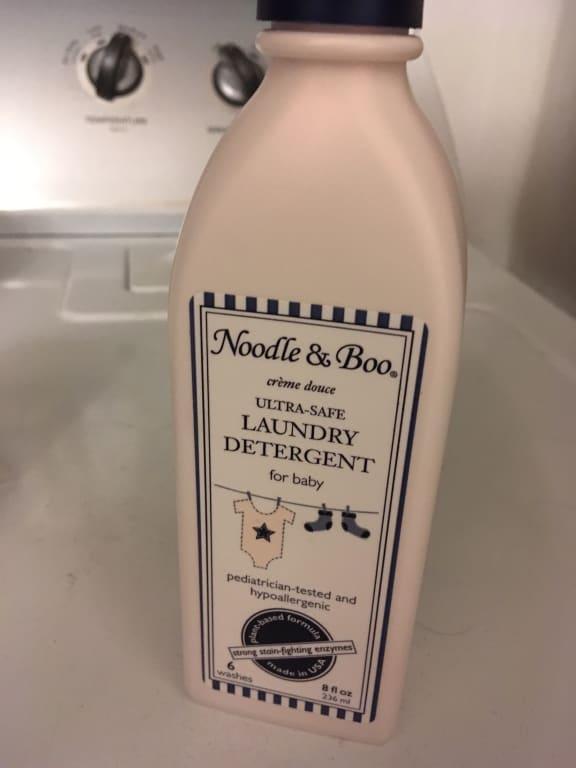 TEMPERATURE
Noodle & Boo®
crème douce
ULTRA-SAFE
LAUNDRY
DETERGENT
for baby
pediatrician-tested and
hypoallergenic
plant-based formula
strong stain-fighting enzymes
made in USA
6
washes
8 fl oz
236 ml